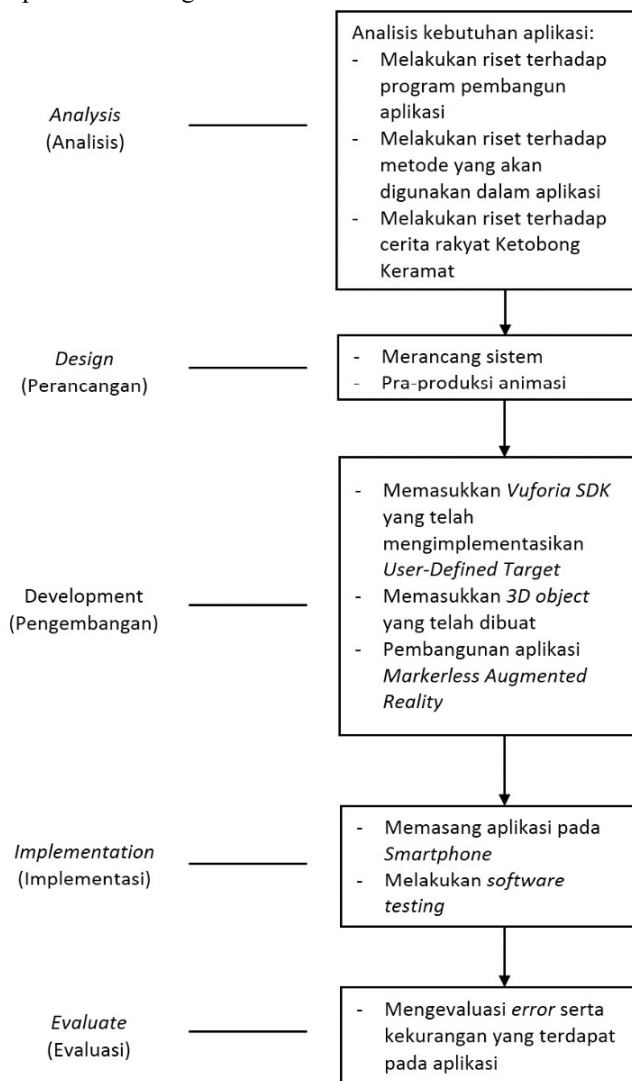 Analysis
(Analisis)
Analisis kebutuhan aplikasi:
- Melakukan riset terhadap
program pembangun
aplikasi
- Melakukan riset terhadap
metode yang akan
digunakan dalam aplikasi
- Melakukan riset terhadap
cerita rakyat Ketobong
Keramat
Design
(Perancangan)
- Merancang sistem
- Pra-produksi animasi
Development
(Pengembangan)
- Memasukkan Vuforia SDK
yang telah
mengimplementasikan
User-Defined Target
- Memasukkan 3D object
yang telah dibuat
- Pembangunan aplikasi
Markerless Augmented
Reality
Implementation
(Implementasi)
- Memasang aplikasi pada
Smartphone
- Melakukan software
testing
Evaluate
(Evaluasi)
- Mengevaluasi error serta
kekurangan yang terdapat
pada aplikasi